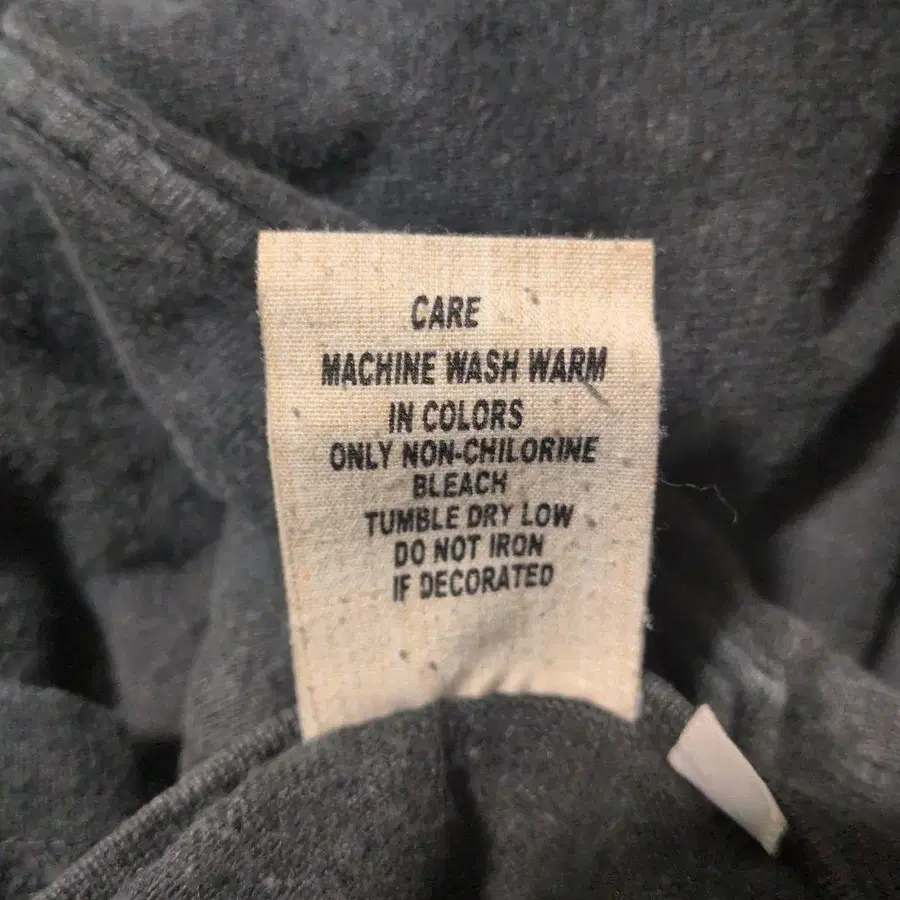 CARE
MACHINE WASH WARM
IN COLORS
ONLY NON-CHILORINE
BLEACH
TUMBLE DRY LOW
DO NOT IRON
IF DECORATED